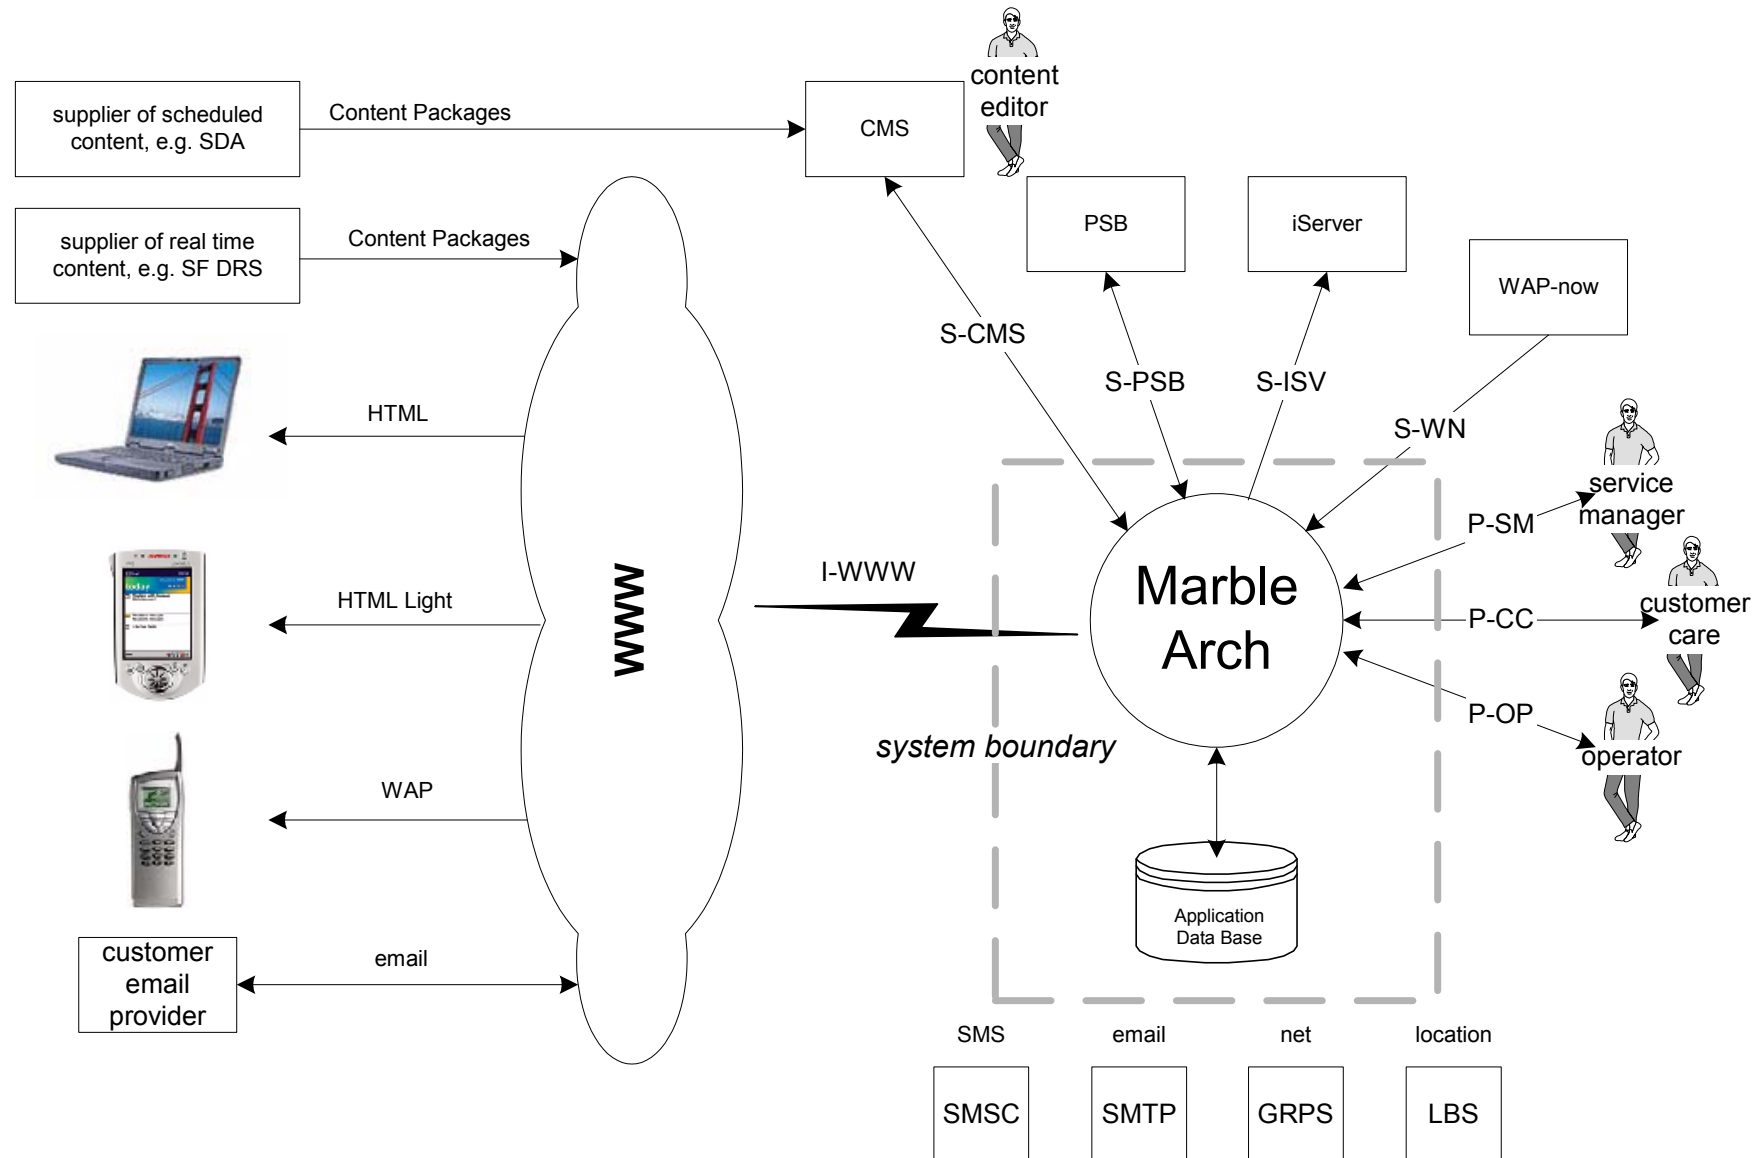 content
editor
supplier of scheduled
content, e.g. SDA
Content Packages
CMS
supplier of real time
content, e.g. SF DRS
Content Packages
PSB
iServer
WAP-now
S-CMS
S-PSB
S-ISV
S-WN
HTML
service
manager
P-SM
HTML Light
WWW
I-WWW
Marble
Arch
customer
care
P-CC
P-OP
operator
system boundary
WAP
Application
Data Base
customer
email
provider
email
SMS
email
net
location
SMSC
SMTP
GRPS
LBS